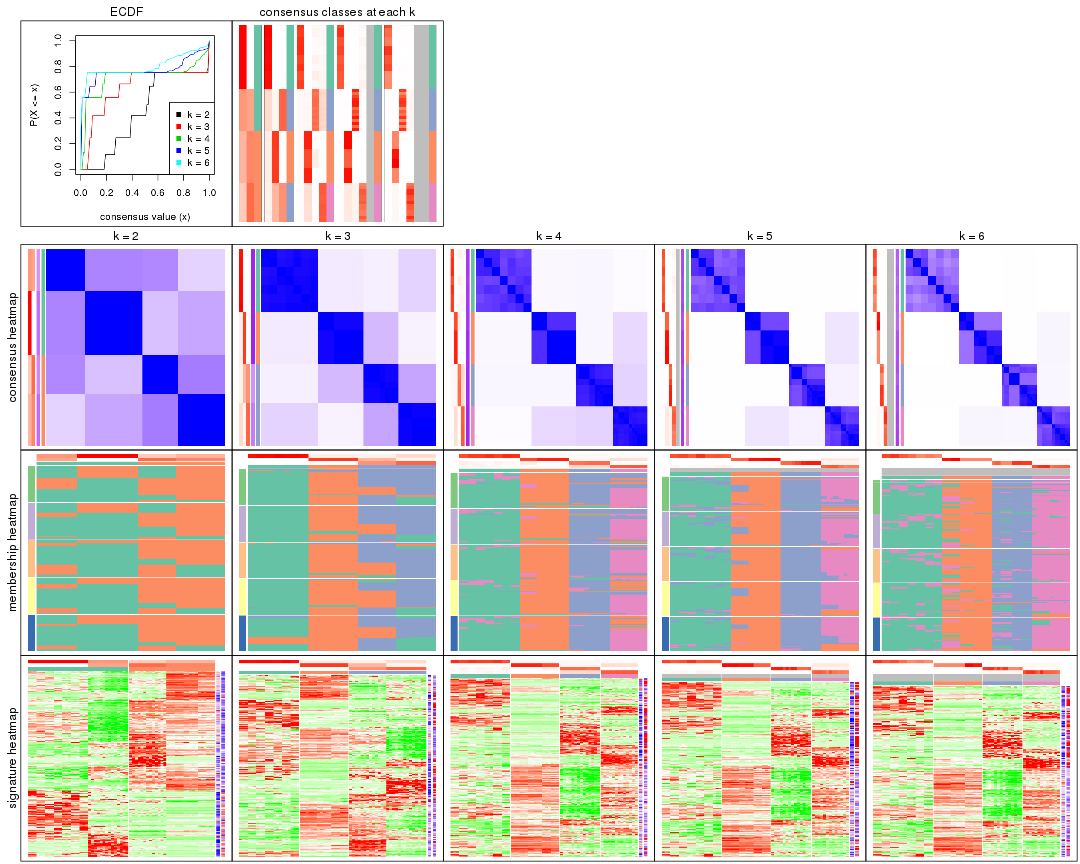 ECDF
consensus classes at each k
P(X <= x)
1.0
0.8
0.6
0.4
0.2
0.0
k = 2
k = 3
k = 4
k = 5
k = 6
0.0 0.2 0.4 0.6 0.8 1.0
consensus value (x)
k = 2 k = 3 k = 4 k = 5 k = 6
consensus heatmap
membership heatmap
signature heatmap